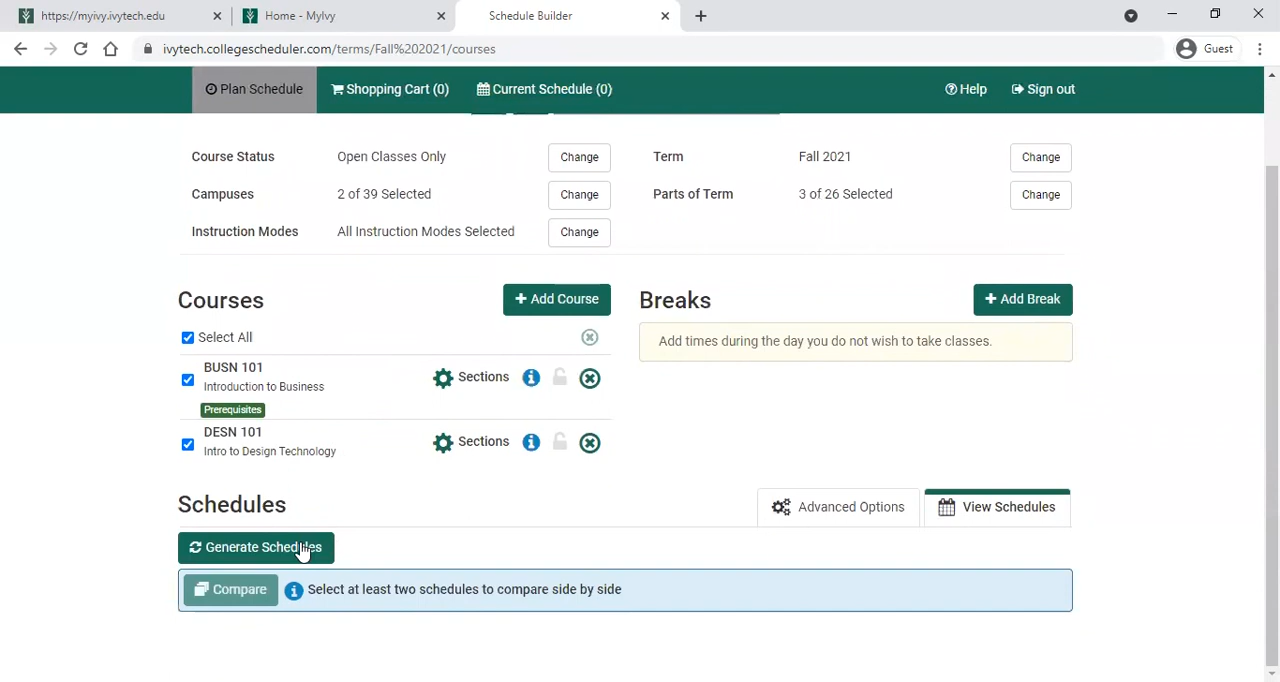 https://myivy.ivytech.edu
Home - MyIvy
Schedule Builder
ivytech.collegescheduler.com/terms/Fall%202021/courses
Guest
Plan Schedule
Shopping Cart (0)
Current Schedule (0)
Help
Sign out
Course Status
Open Classes Only
Change
Term
Fall 2021
Change
Campuses
2 of 39 Selected
Change
Parts of Term
3 of 26 Selected
Change
Instruction Modes
All Instruction Modes Selected
Change
Courses
+ Add Course
Breaks
+ Add Break
Select All
Add times during the day you do not wish to take classes.
BUSN 101
Introduction to Business
Sections
Prerequisites
DESN 101
Intro to Design Technology
Sections
Schedules
Advanced Options
View Schedules
Generate Schedules
Compare
Select at least two schedules to compare side by side